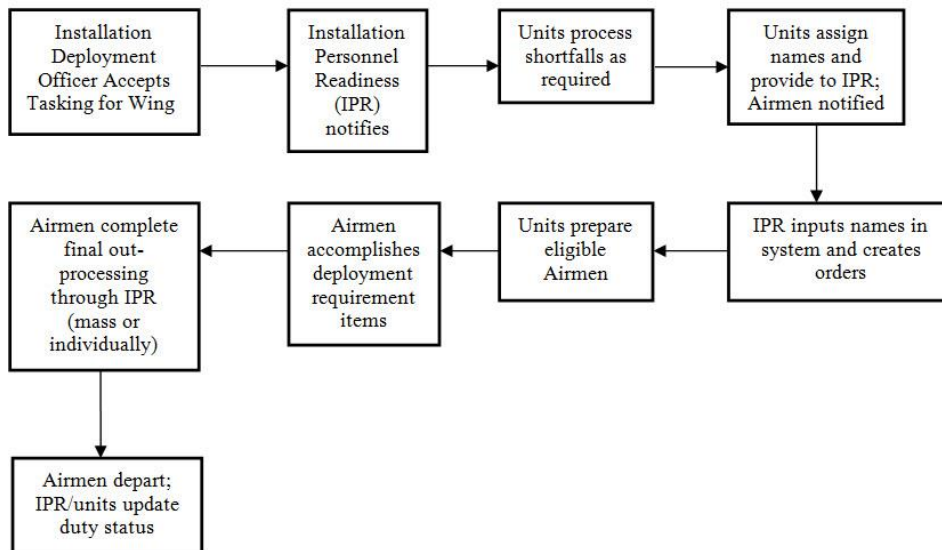 Installation
Deployment
Officer Accepts
Tasking for Wing
Installation
Personnel
Readiness
(IPR)
notifies
Units process
shortfalls as
required
Units assign
names and
provide to IPR;
Airmen notified
IPR inputs names in
system and creates
orders
Units prepare
eligible
Airmen
Airmen
accomplishes
deployment
requirement
items
Airmen complete
final out-
processing
through IPR
(mass or
individually)
Airmen depart;
IPR/units update
duty status